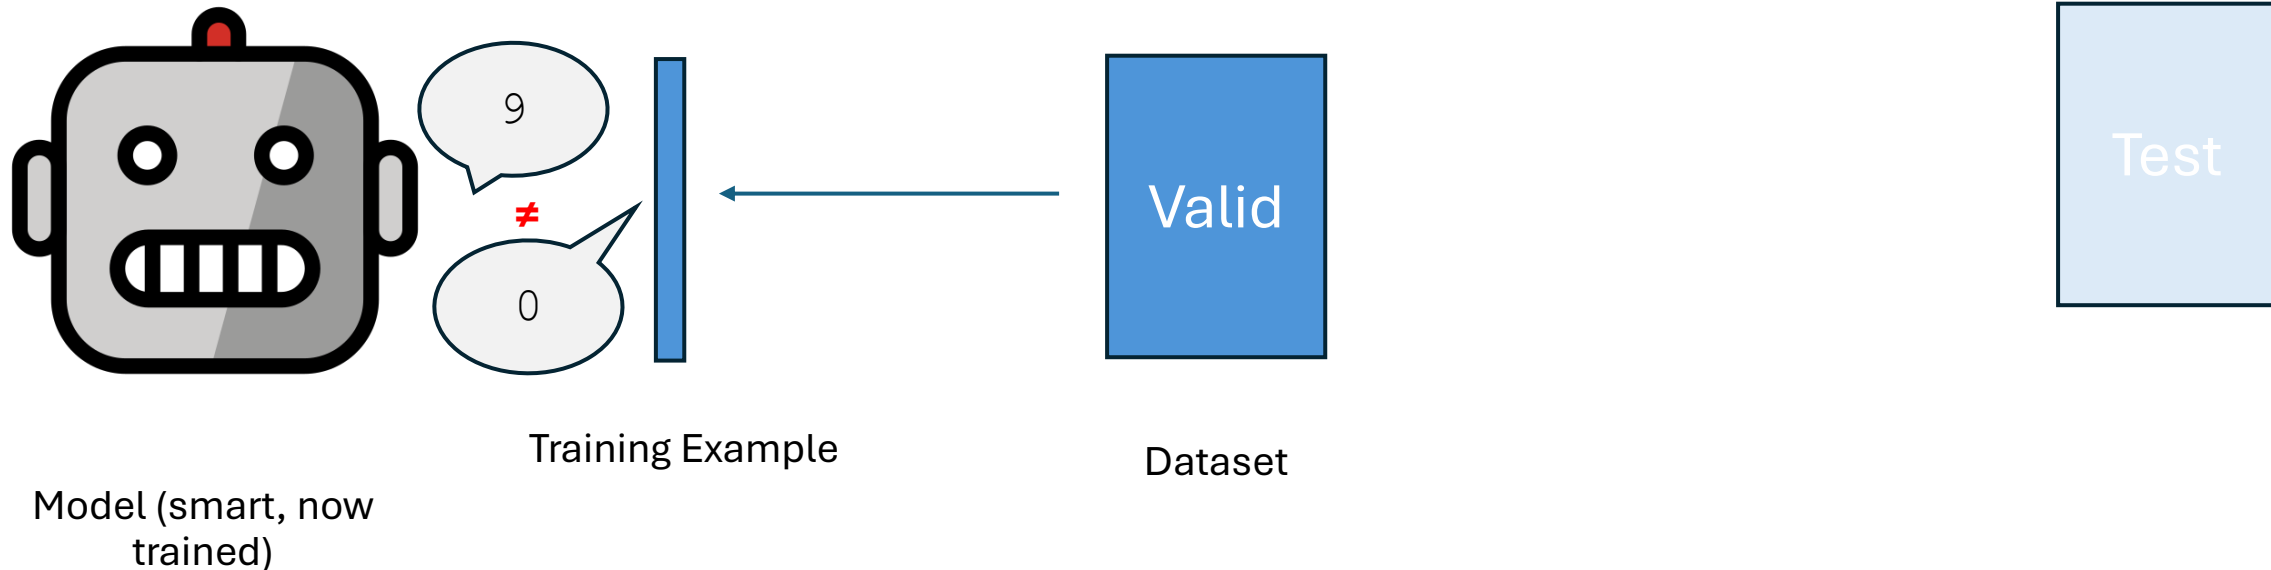 9
≠
0
Valid
Test
Training Example
Dataset
Model (smart, now
trained)